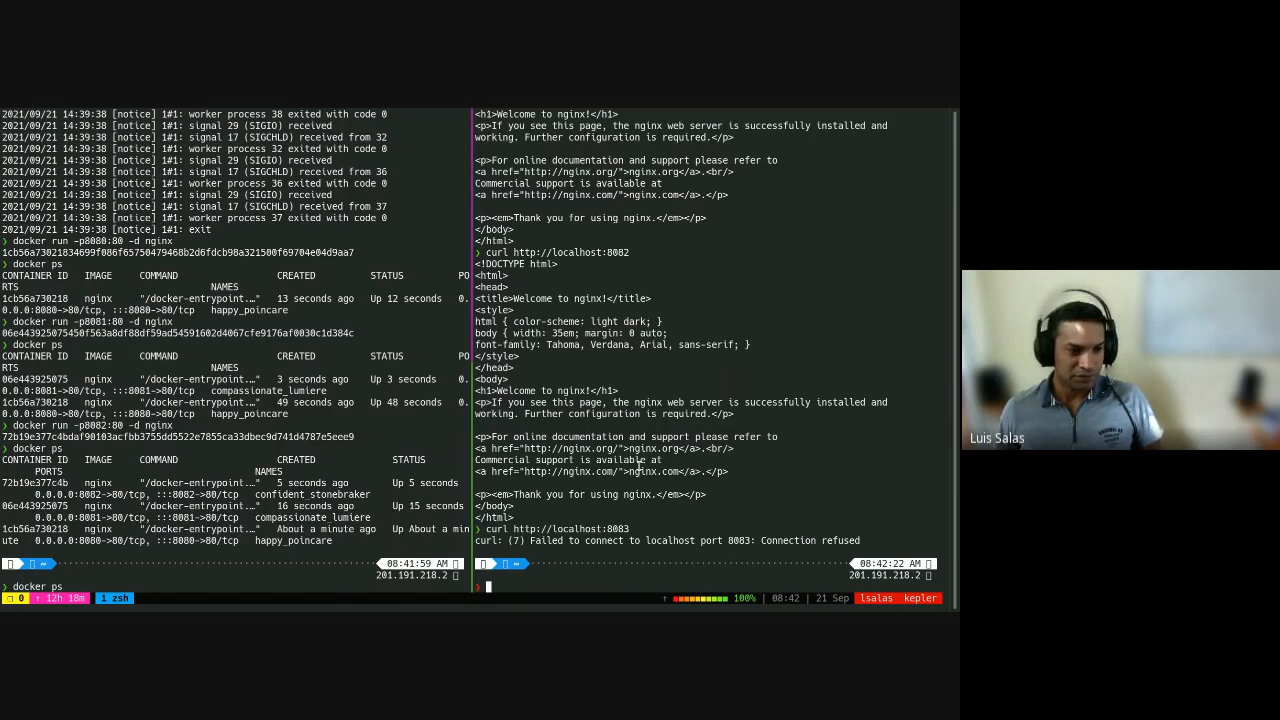 2021/09/21 14:39:38 [notice] 1#1: worker process 38 exited with code 0
2021/09/21 14:39:38 [notice] 1#1: signal 29 (SIGIO) received
2021/09/21 14:39:38 [notice] 1#1: signal 17 (SIGCHLD) received from 32
2021/09/21 14:39:38 [notice] 1#1: worker process 32 exited with code 0
2021/09/21 14:39:38 [notice] 1#1: signal 29 (SIGIO) received
2021/09/21 14:39:38 [notice] 1#1: signal 17 (SIGCHLD) received from 36
2021/09/21 14:39:38 [notice] 1#1: worker process 36 exited with code 0
2021/09/21 14:39:38 [notice] 1#1: signal 29 (SIGIO) received
2021/09/21 14:39:38 [notice] 1#1: signal 17 (SIGCHLD) received from 37
2021/09/21 14:39:38 [notice] 1#1: worker process 37 exited with code 0
2021/09/21 14:39:38 [notice] 1#1: exit
❯ docker run -p8080:80 -d nginx
1cb56a73021834699f086f65750479468b2d6fdcb98a321500f69704e04d9aa7
❯ docker ps
CONTAINER ID   IMAGE     COMMAND                  CREATED          STATUS          PO
RTS                                   NAMES
1cb56a730218   nginx     "/docker-entrypoint.…"   13 seconds ago   Up 12 seconds   0.
0.0.0:8080->80/tcp, :::8080->80/tcp   happy_poincare
❯ docker run -p8081:80 -d nginx
06e443925075450f563a8df88df59ad54591602d4067cfe9176af0030c1d384c
❯ docker ps
CONTAINER ID   IMAGE     COMMAND                  CREATED          STATUS          PO
RTS                                   NAMES
06e443925075   nginx     "/docker-entrypoint.…"   3 seconds ago    Up 3 seconds    0.
0.0.0:8081->80/tcp, :::8081->80/tcp   compassionate_lumiere
1cb56a730218   nginx     "/docker-entrypoint.…"   49 seconds ago   Up 48 seconds   0.
0.0.0:8080->80/tcp, :::8080->80/tcp   happy_poincare
❯ docker run -p8082:80 -d nginx
72b19e377c4bdaf90103acfbb3755dd5522e7855ca33dbec9d741d4787e5eee9
❯ docker ps
CONTAINER ID   IMAGE     COMMAND                  CREATED              STATUS
PORTS                                   NAMES
72b19e377c4b   nginx     "/docker-entrypoint.…"   5 seconds ago        Up 5 seconds
0.0.0.0:8082->80/tcp, :::8082->80/tcp   confident_stonebraker
06e443925075   nginx     "/docker-entrypoint.…"   16 seconds ago       Up 15 seconds
0.0.0.0:8081->80/tcp, :::8081->80/tcp   compassionate_lumiere
1cb56a730218   nginx     "/docker-entrypoint.…"   About a minute ago   Up About a min
ute   0.0.0.0:8080->80/tcp, :::8080->80/tcp   happy_poincare
~ 08:41:59 AM
201.191.218.2
❯ docker ps
<h1>Welcome to nginx!</h1>
<p>If you see this page, the nginx web server is successfully installed and
working. Further configuration is required.</p>
<p>For online documentation and support please refer to
<a href="http://nginx.org/">nginx.org</a>.<br/>
Commercial support is available at
<a href="http://nginx.com/">nginx.com</a>.</p>
<p><em>Thank you for using nginx.</em></p>
</body>
</html>
❯ curl http://localhost:8082
<!DOCTYPE html>
<html>
<head>
<title>Welcome to nginx!</title>
<style>
html { color-scheme: light dark; }
body { width: 35em; margin: 0 auto;
font-family: Tahoma, Verdana, Arial, sans-serif; }
</style>
</head>
<body>
<h1>Welcome to nginx!</h1>
<p>If you see this page, the nginx web server is successfully installed and
working. Further configuration is required.</p>
<p>For online documentation and support please refer to
<a href="http://nginx.org/">nginx.org</a>.<br/>
Commercial support is available at
<a href="http://nginx.com/">nginx.com</a>.</p>
<p><em>Thank you for using nginx.</em></p>
</body>
</html>
❯ curl http://localhost:8083
curl: (7) Failed to connect to localhost port 8083: Connection refused
~ 08:42:22 AM
201.191.218.2
❯
0 ↑ 12h 18m 1 zsh ↑ 100% | 08:42 | 21 Sep lsalas kepler
Luis Salas